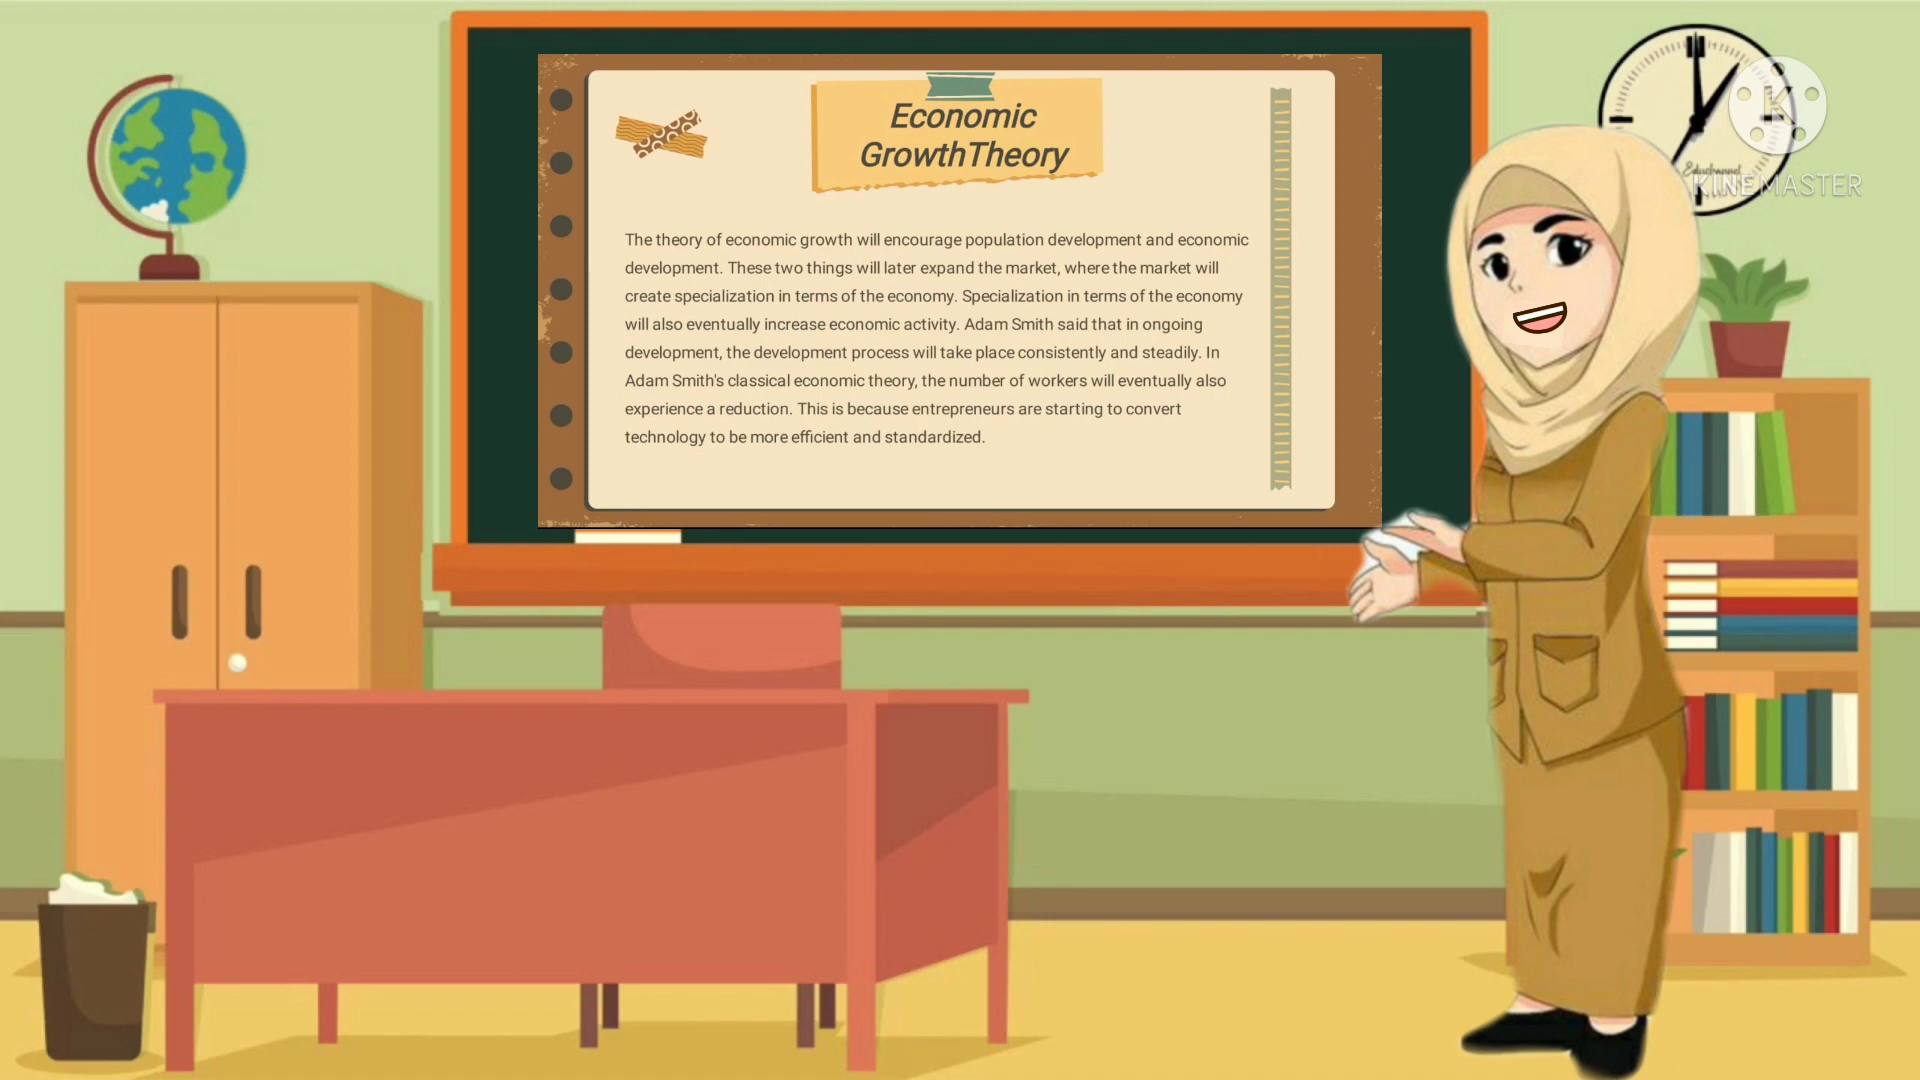 Economic
GrowthTheory
The theory of economic growth will encourage population development and economic
development. These two things will later expand the market, where the market will
create specialization in terms of the economy. Specialization in terms of the economy
will also eventually increase economic activity. Adam Smith said that in ongoing
development, the development process will take place consistently and steadily. In
Adam Smith's classical economic theory, the number of workers will eventually also
experience a reduction. This is because entrepreneurs are starting to convert
technology to be more efficient and standardized.
K
Educhannel
KINEMASTER